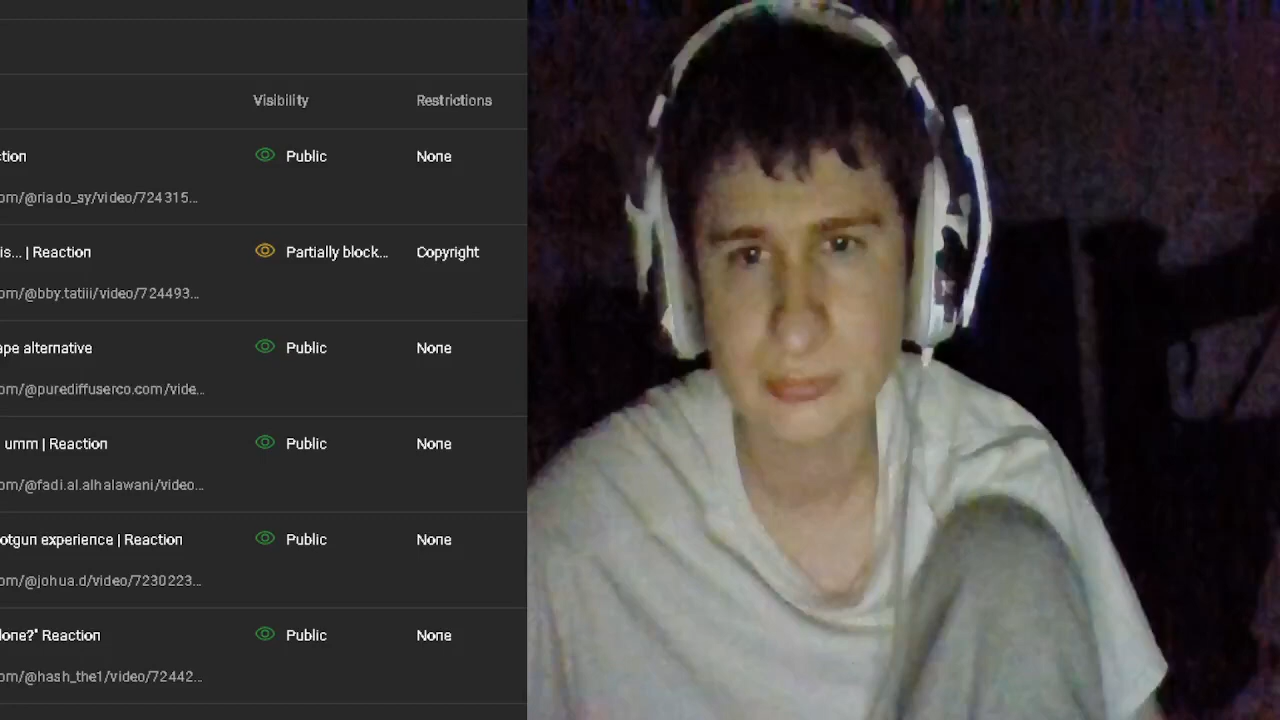 Visibility Restrictions
ction Public None
om/@riado_sy/video/724315...
is... | Reaction Partially block... Copyright
om/@bby.tatiii/video/724493...
ape alternative Public None
om/@purediffuserco.com/vide...
umm | Reaction Public None
om/@fadi.al.alhalawani/video...
otgun experience | Reaction Public None
om/@johua.d/video/7230223...
lone?" Reaction Public None
om/@hash_the1/video/72442...